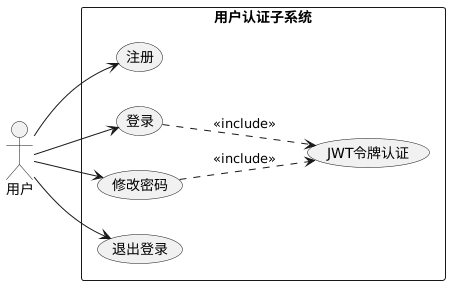 用户认证子系统
注册
登录
<<include>>
JWT令牌认证
<<include>>
修改密码
用户
退出登录